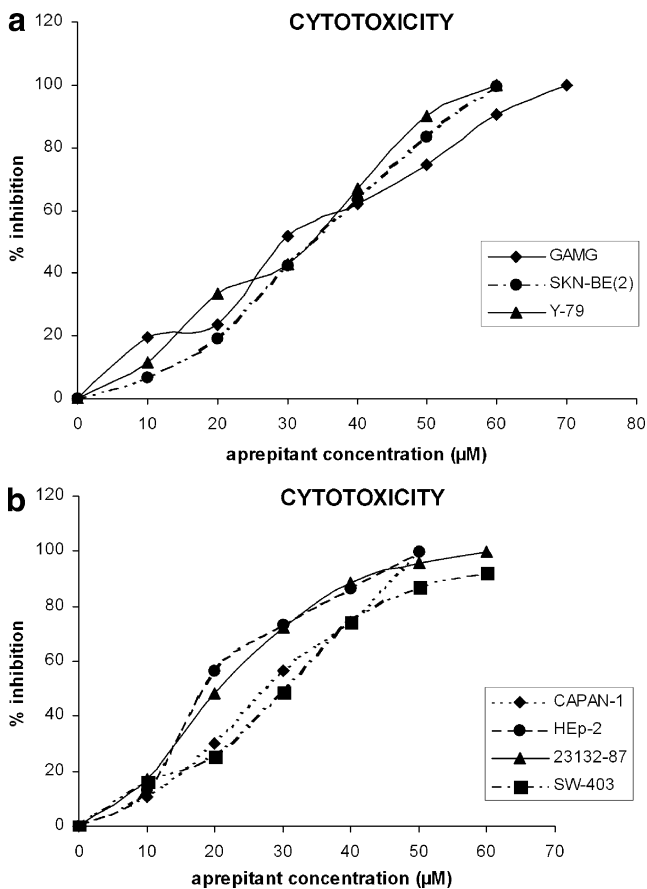 a
CYTOTOXICITY
120
100
80
60
40
20
0
% inhibition
0 10 20 30 40 50 60 70 80
aprepitant concentration (µM)
GAMG
SKN-BE(2)
Y-79
b
CYTOTOXICITY
120
100
80
60
40
20
0
% inhibition
0 10 20 30 40 50 60 70
aprepitant concentration (µM)
CAPAN-1
HEp-2
23132-87
SW-403